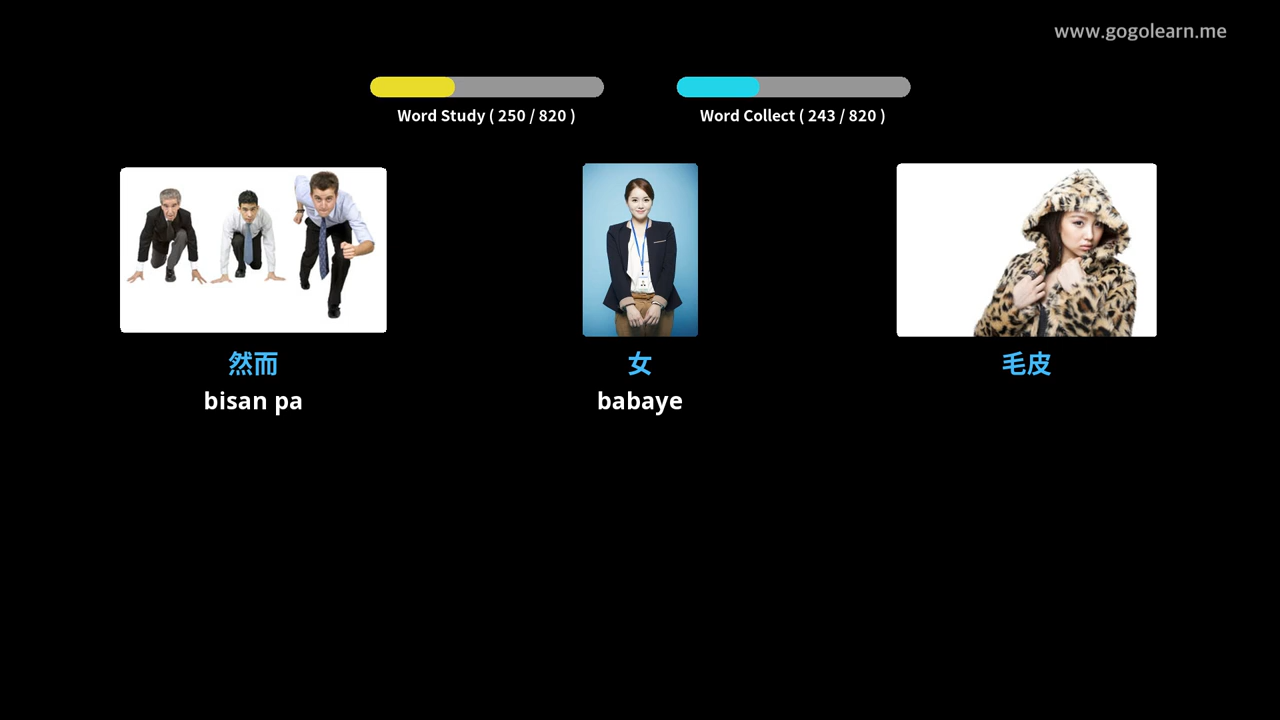 www.gogolearn.me
Word Study ( 250 / 820 )
Word Collect ( 243 / 820 )
然而
女
毛皮
bisan pa
babaye